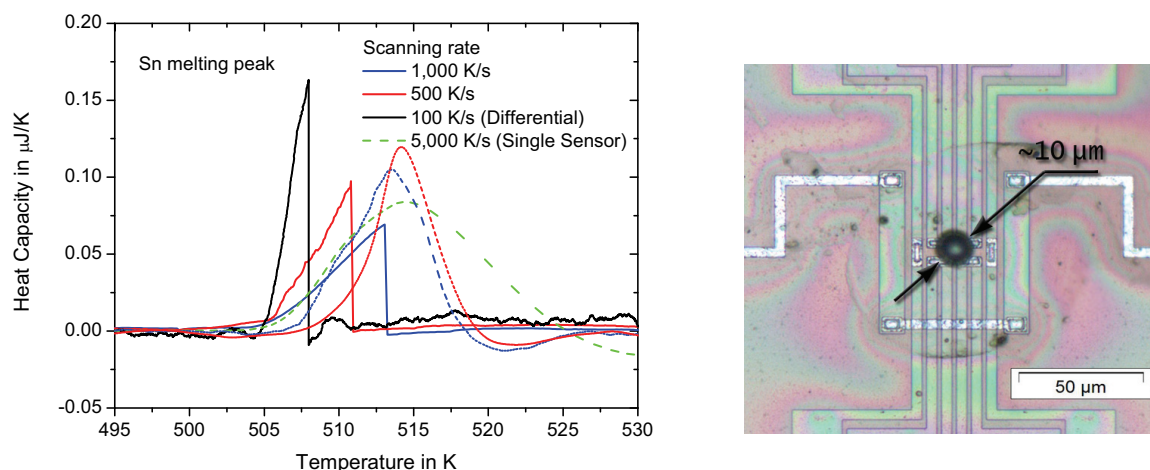 0.20
0.15
0.10
0.05
0.00
-0.05
Heat Capacity in µJ/K
Sn melting peak
Scanning rate
1,000 K/s
500 K/s
100 K/s (Differential)
5,000 K/s (Single Sensor)
495 500 505 510 515 520 525 530
Temperature in K
~10 µm
50 µm